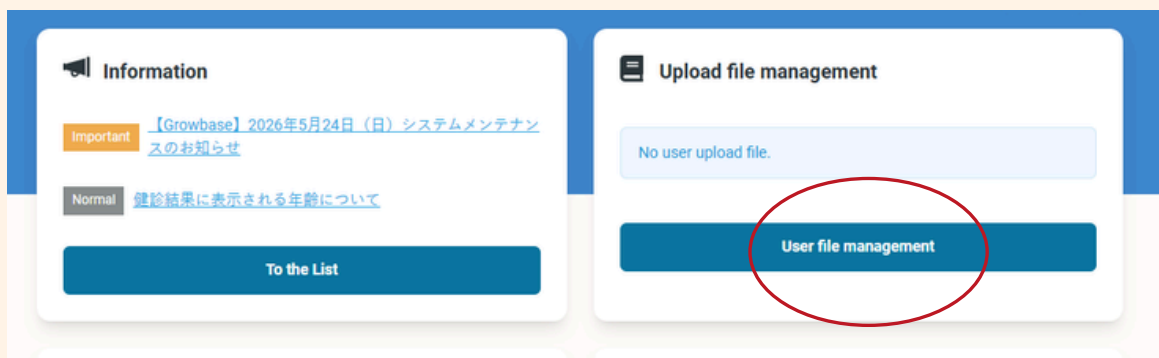 Information
Important
【Growbase】2026年5月24日（日）システムメンテナン
スのお知らせ
Normal
健診結果に表示される年齢について
To the List
Upload file management
No user upload file.
User file management